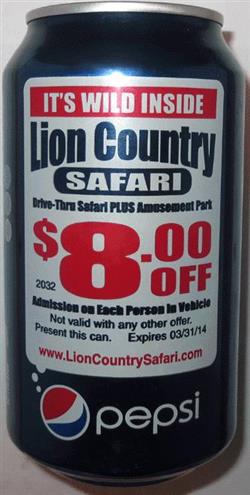 IT'S WILD INSIDE
Lion Country
SAFARI
Drive-Thru Safari PLUS Amusement Park
$8.00
OFF
2032
Admission on Each Person In Vehicle
Not valid with any other offer.
Present this can. Expires 03/31/14
www.LionCountrySafari.com
pepsi